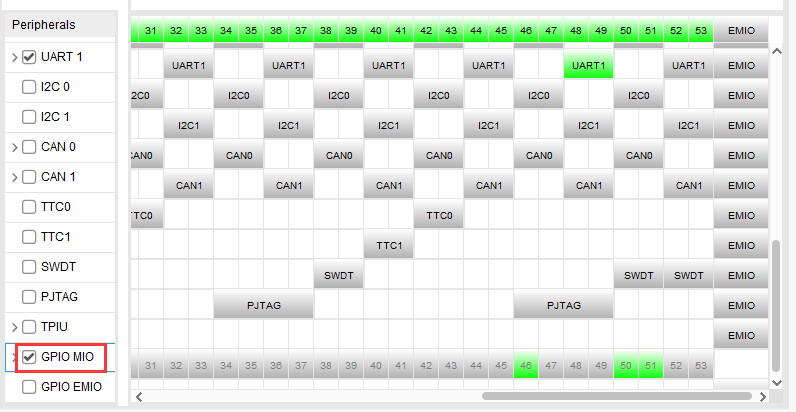 Peripherals 31 32 33 34 35 36 37 38 39 40 41 42 43 44 45 46 47 48 49 50 51 52 53 EMIO
UART 1 UART1 UART1 UART1 UART1 UART1 UART1 EMIO
I2C 0 I2C0 I2C0 I2C0 I2C0 I2C0 I2C0 EMIO
I2C 1 I2C1 I2C1 I2C1 I2C1 I2C1 I2C1 EMIO
CAN 0 CAN0 CAN0 CAN0 CAN0 CAN0 CAN0 EMIO
CAN 1 CAN1 CAN1 CAN1 CAN1 CAN1 CAN1 EMIO
TTC0 TTC0 TTC0 EMIO
TTC1 TTC1 EMIO
SWDT SWDT SWDT SWDT EMIO
PJTAG PJTAG PJTAG EMIO
TPIU EMIO
GPIO MIO 31 32 33 34 35 36 37 38 39 40 41 42 43 44 45 46 47 48 49 50 51 52 53
GPIO EMIO